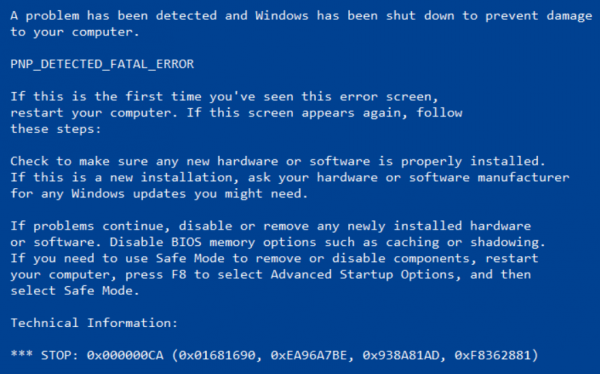 A problem has been detected and Windows has been shut down to prevent damage
to your computer.
PNP_DETECTED_FATAL_ERROR
If this is the first time you've seen this error screen,
restart your computer. If this screen appears again, follow
these steps:
Check to make sure any new hardware or software is properly installed.
If this is a new installation, ask your hardware or software manufacturer
for any Windows updates you might need.
If problems continue, disable or remove any newly installed hardware
or software. Disable BIOS memory options such as caching or shadowing.
If you need to use Safe Mode to remove or disable components, restart
your computer, press F8 to select Advanced Startup Options, and then
select Safe Mode.
Technical Information:
*** STOP: 0x000000CA (0x01681690, 0xEA96A7BE, 0x938A81AD, 0xF8362881)